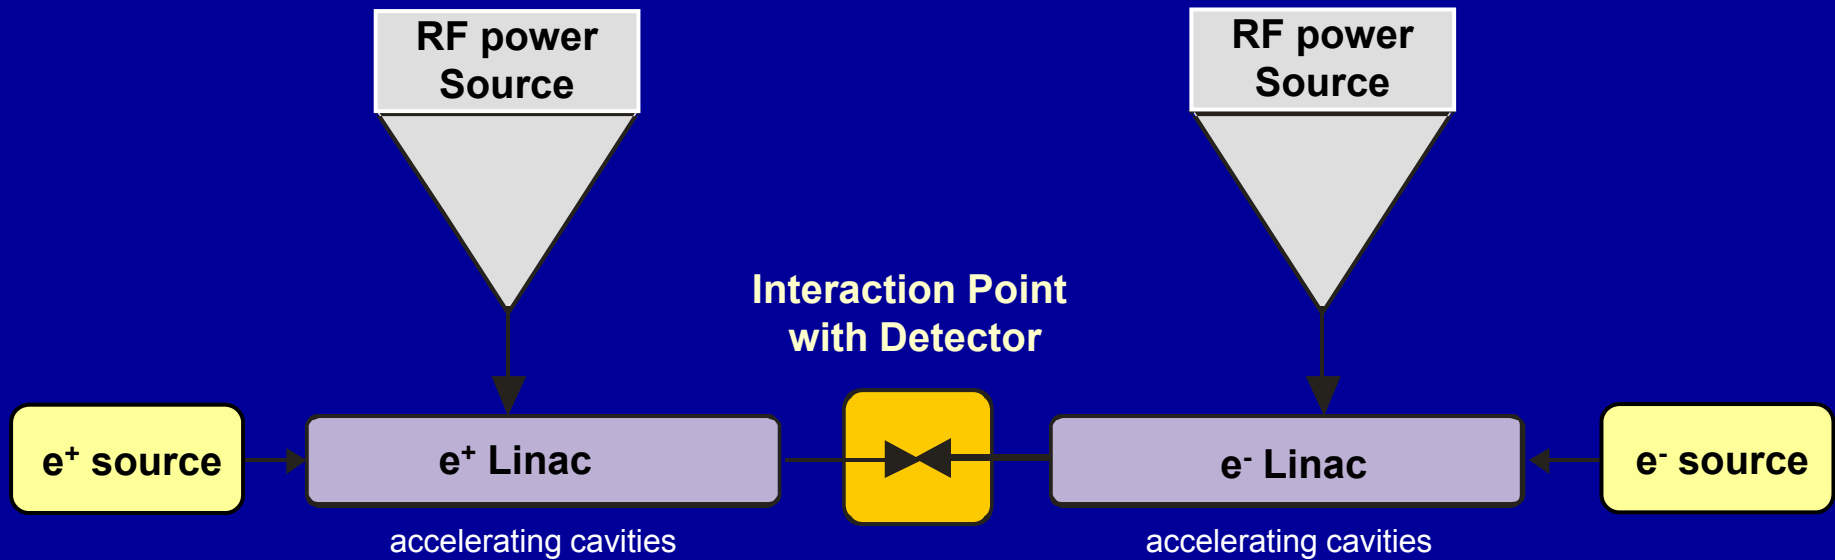 RF power
Source
RF power
Source
Interaction Point
with Detector
e⁺ source
e⁺ Linac
e⁻ Linac
e⁻ source
accelerating cavities
accelerating cavities